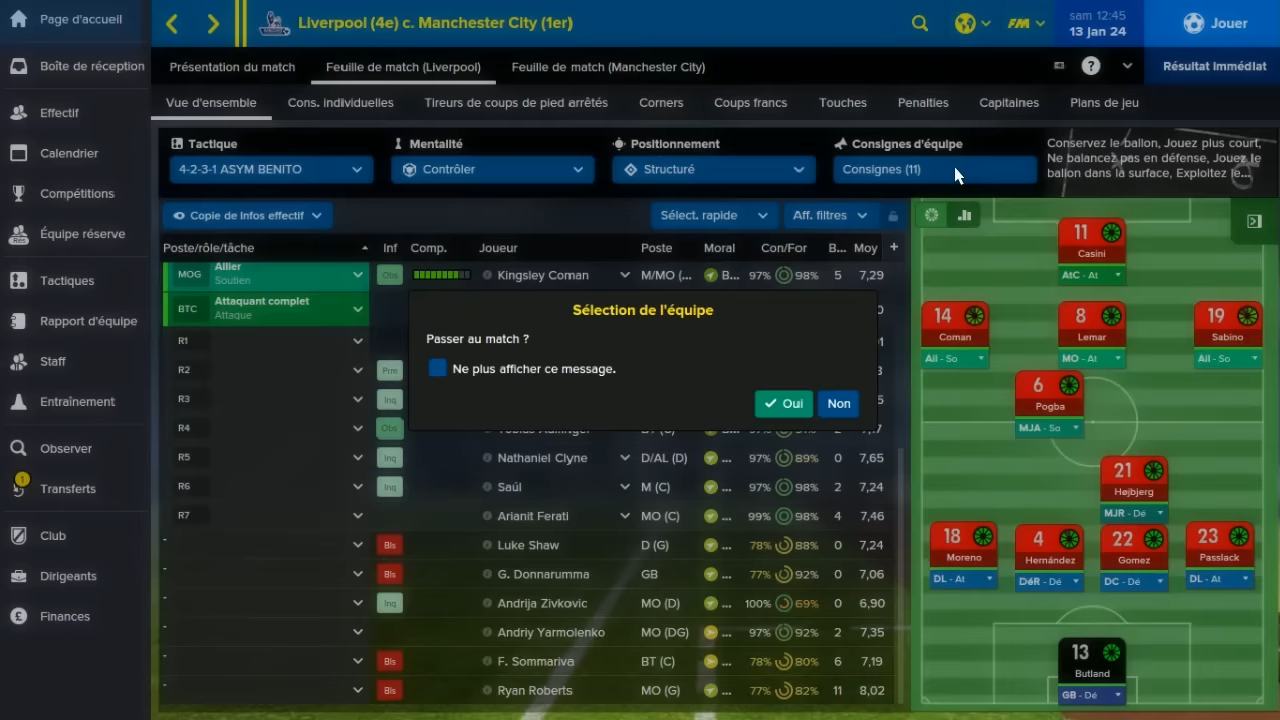 Page d'accueil
Liverpool (4e) c. Manchester City (1er)
FM
sam 12:45
13 jan 24
Jouer
Boîte de réception
Présentation du match
Feuille de match (Liverpool)
Feuille de match (Manchester City)
?
Résultat Immédiat
Effectif
Vue d'ensemble
Cons. individuelles
Tireurs de coups de pied arrêtés
Corners
Coups francs
Touches
Penalties
Capitaines
Plans de jeu
Calendrier
Compétitions
Équipe réserve
Tactiques
Rapport d'équipe
Staff
Entraînement
Observer
1
Transferts
Club
Dirigeants
Finances
Tactique
Mentalité
Positionnement
Consignes d'équipe
4-2-3-1 ASYM BENITO
Contrôler
Structuré
Consignes (11)
Conservez le ballon, Jouez plus court,
Ne balancez pas en défense, Jouez le
ballon dans la surface, Exploitez le...
Copie de Infos effectif
Sélect. rapide
Aff. filtres
Poste/rôle/tâche
Inf
Comp.
Joueur
Poste
Moral
Con/For
B...
Moy
+
MOG
Ailier
Soutien
Obs
Kingsley Coman
M/MO (...
B...
97%
98%
5
7,29
BTC
Attaquant complet
Attaque
R1
R2
Prm
R3
Inq
R4
Obs
R5
Inq
Nathaniel Clyne
D/AL (D)
...
97%
89%
0
7,65
R6
Inq
Saúl
M (C)
...
97%
98%
2
7,24
R7
Arianit Ferati
MO (C)
...
99%
98%
4
7,46
-
Bls
Luke Shaw
D (G)
...
78%
88%
0
7,24
-
Bls
G. Donnarumma
GB
...
77%
92%
0
7,06
-
Inq
Andrija Zivkovic
MO (D)
...
100%
69%
0
6,90
-
Andriy Yarmolenko
MO (DG)
...
97%
92%
2
7,35
-
Bls
F. Sommariva
BT (C)
...
78%
80%
6
7,19
-
Bls
Ryan Roberts
MO (G)
...
77%
82%
11
8,02
Sélection de l'équipe
Passer au match ?
Ne plus afficher ce message.
Oui
Non
11
Casini
AtC - At
14
Coman
Ail - So
8
Lemar
MO - At
19
Sabino
Ail - So
6
Pogba
MJA - So
21
Højbjerg
MJR - Dé
18
Moreno
DL - At
4
Hernández
DéR - Dé
22
Gomez
DC - Dé
23
Passlack
DL - At
13
Butland
GB - Dé